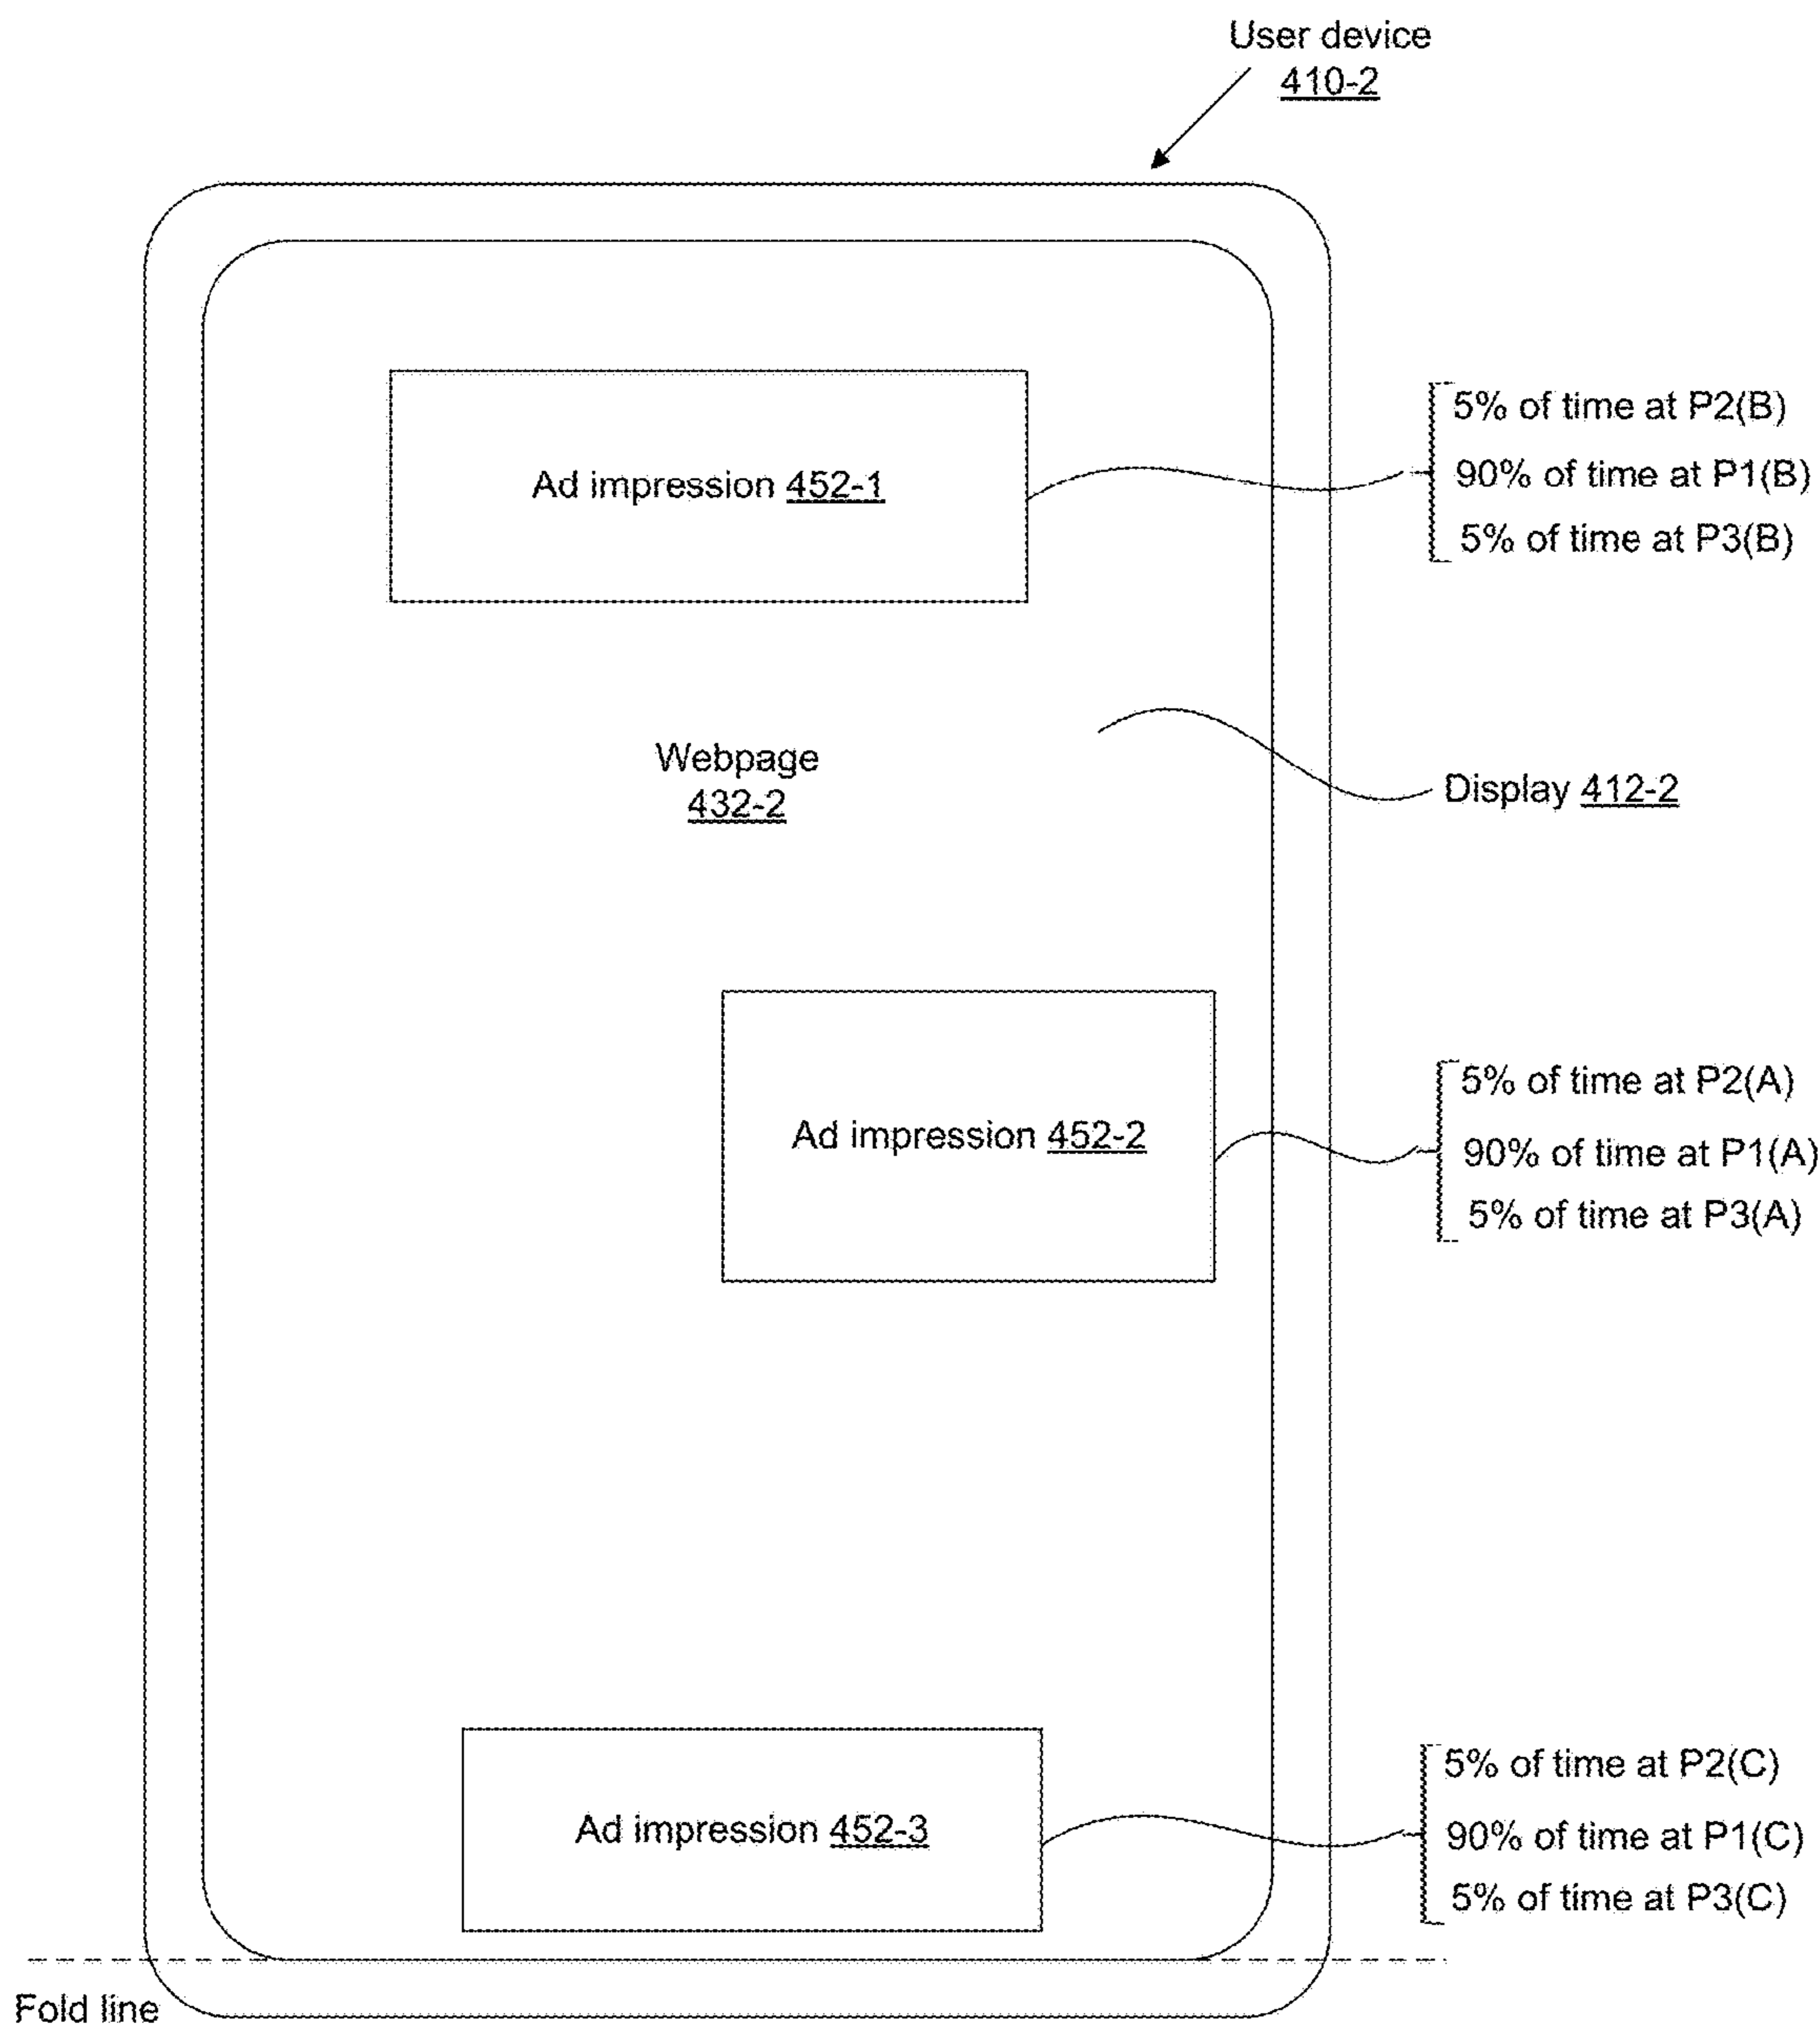 User device
410-2
5% of time at P2(B)
Ad impression 452-1
90% of time at P1(B)
5% of time at P3(B)
Webpage
432-2
Display 412-2
5% of time at P2(A)
Ad impression 452-2
90% of time at P1(A)
5% of time at P3(A)
5% of time at P2(C)
Ad impression 452-3
90% of time at P1(C)
5% of time at P3(C)
Fold line